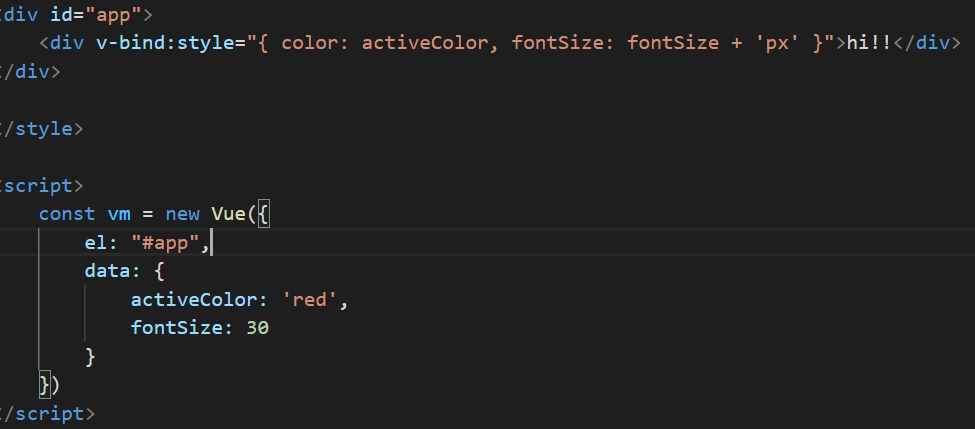 <div id="app">
    <div v-bind:style="{ color: activeColor, fontSize: fontSize + 'px' }">hi!!</div>
</div>
</style>
<script>
    const vm = new Vue({
        el: "#app",
        data: {
            activeColor: 'red',
            fontSize: 30
        }
    })
</script>